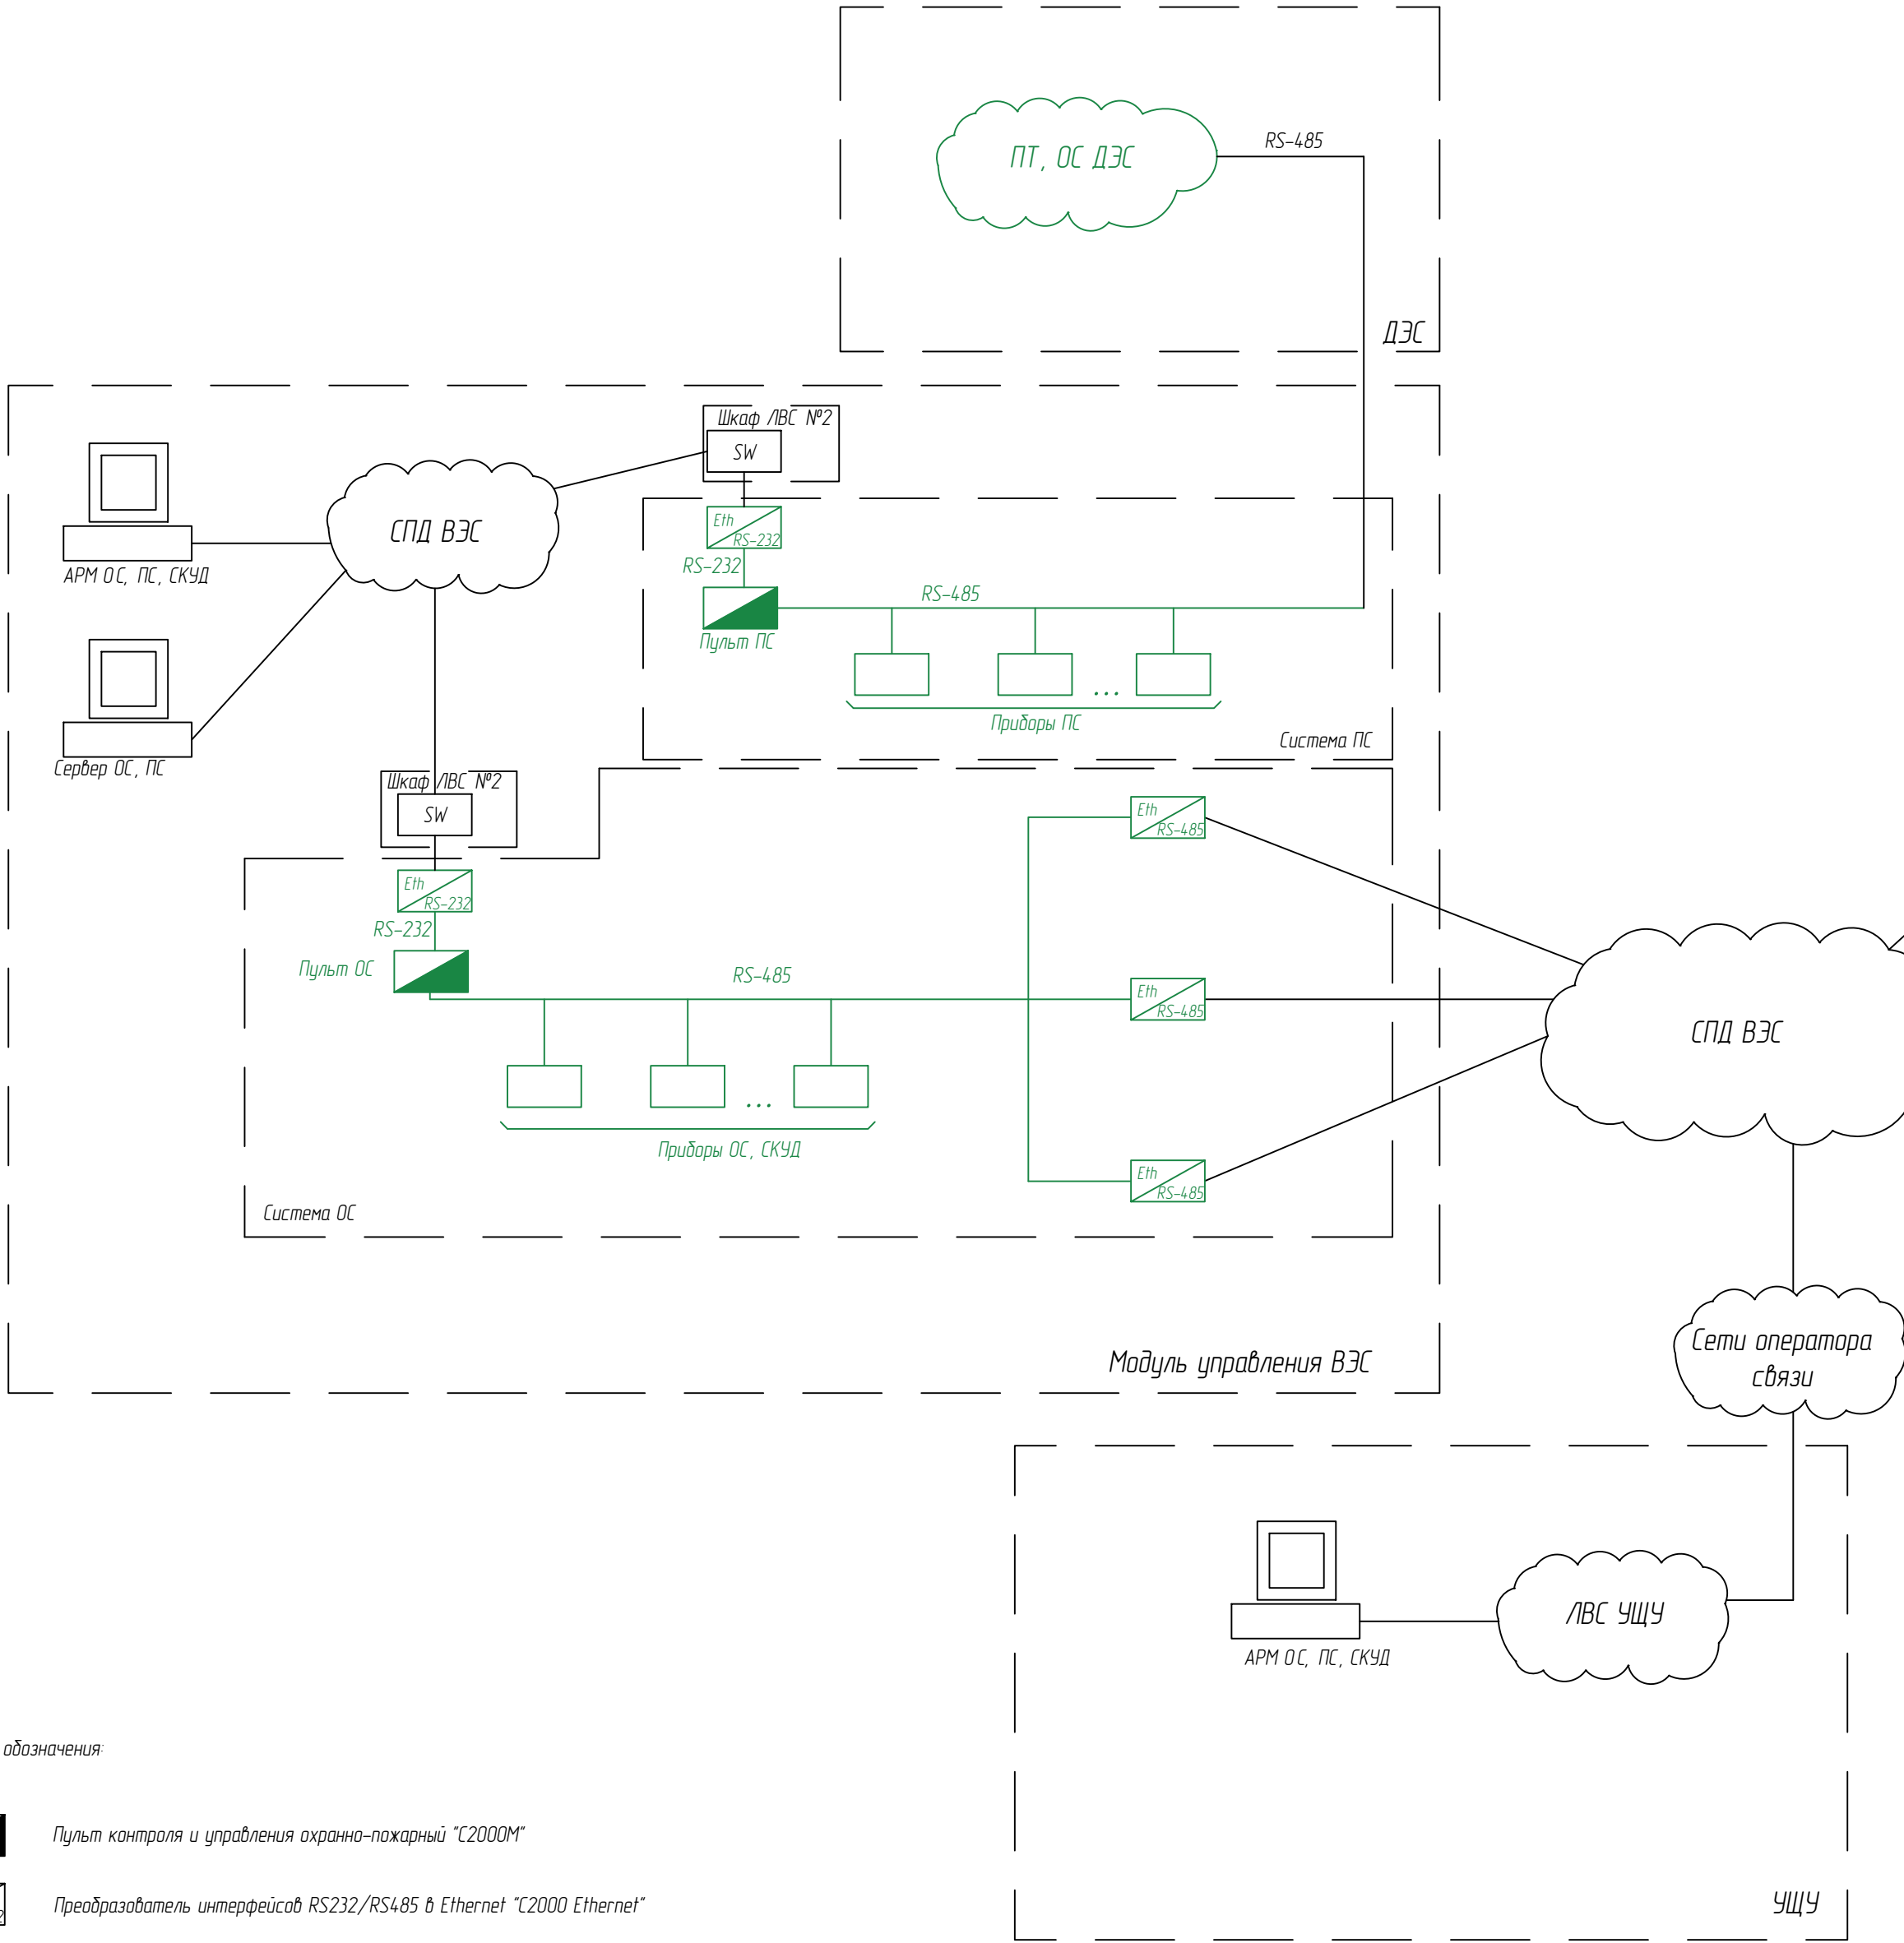 ПТ, ОС ДЭС
RS-485
ДЭС
Шкаф ЛВС №2
SW
СПД ВЭС
АРМ ОС, ПС, СКУД
Eth
RS-232
RS-232
Пульт ПС
RS-485
Приборы ПС
Система ПС
Сервер ОС, ПС
Шкаф ЛВС №2
SW
Eth
RS-232
RS-232
Пульт ОС
RS-485
Приборы ОС, СКУД
Система ОС
Eth
RS-485
Eth
RS-485
Eth
RS-485
СПД ВЭС
Модуль управления ВЭС
Сети оператора
связи
АРМ ОС, ПС, СКУД
ЛВС УЩУ
УЩУ
обозначения:
Пульт контроля и управления охранно-пожарный "С2000М"
2
Преобразователь интерфейсов RS232/RS485 в Ethernet "С2000 Ethernet"